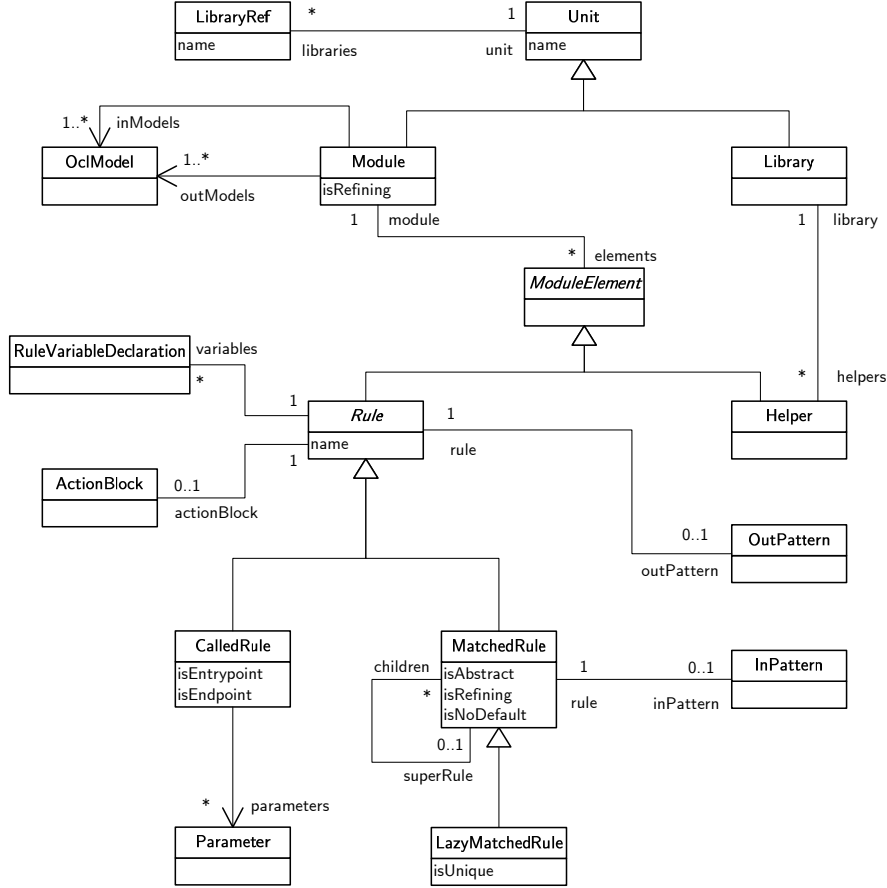 LibraryRef
name
*
libraries
1
unit
Unit
name
1..*
inModels
OclModel
1..*
outModels
Module
isRefining
Library
1
module
1
library
*
elements
ModuleElement
RuleVariableDeclaration
variables
*
1
*
helpers
Rule
name
1
rule
Helper
1
ActionBlock
0..1
actionBlock
0..1
outPattern
OutPattern
CalledRule
isEntrypoint
isEndpoint
MatchedRule
isAbstract
isRefining
isNoDefault
children
*
0..1
superRule
1
rule
0..1
inPattern
InPattern
*
parameters
Parameter
LazyMatchedRule
isUnique